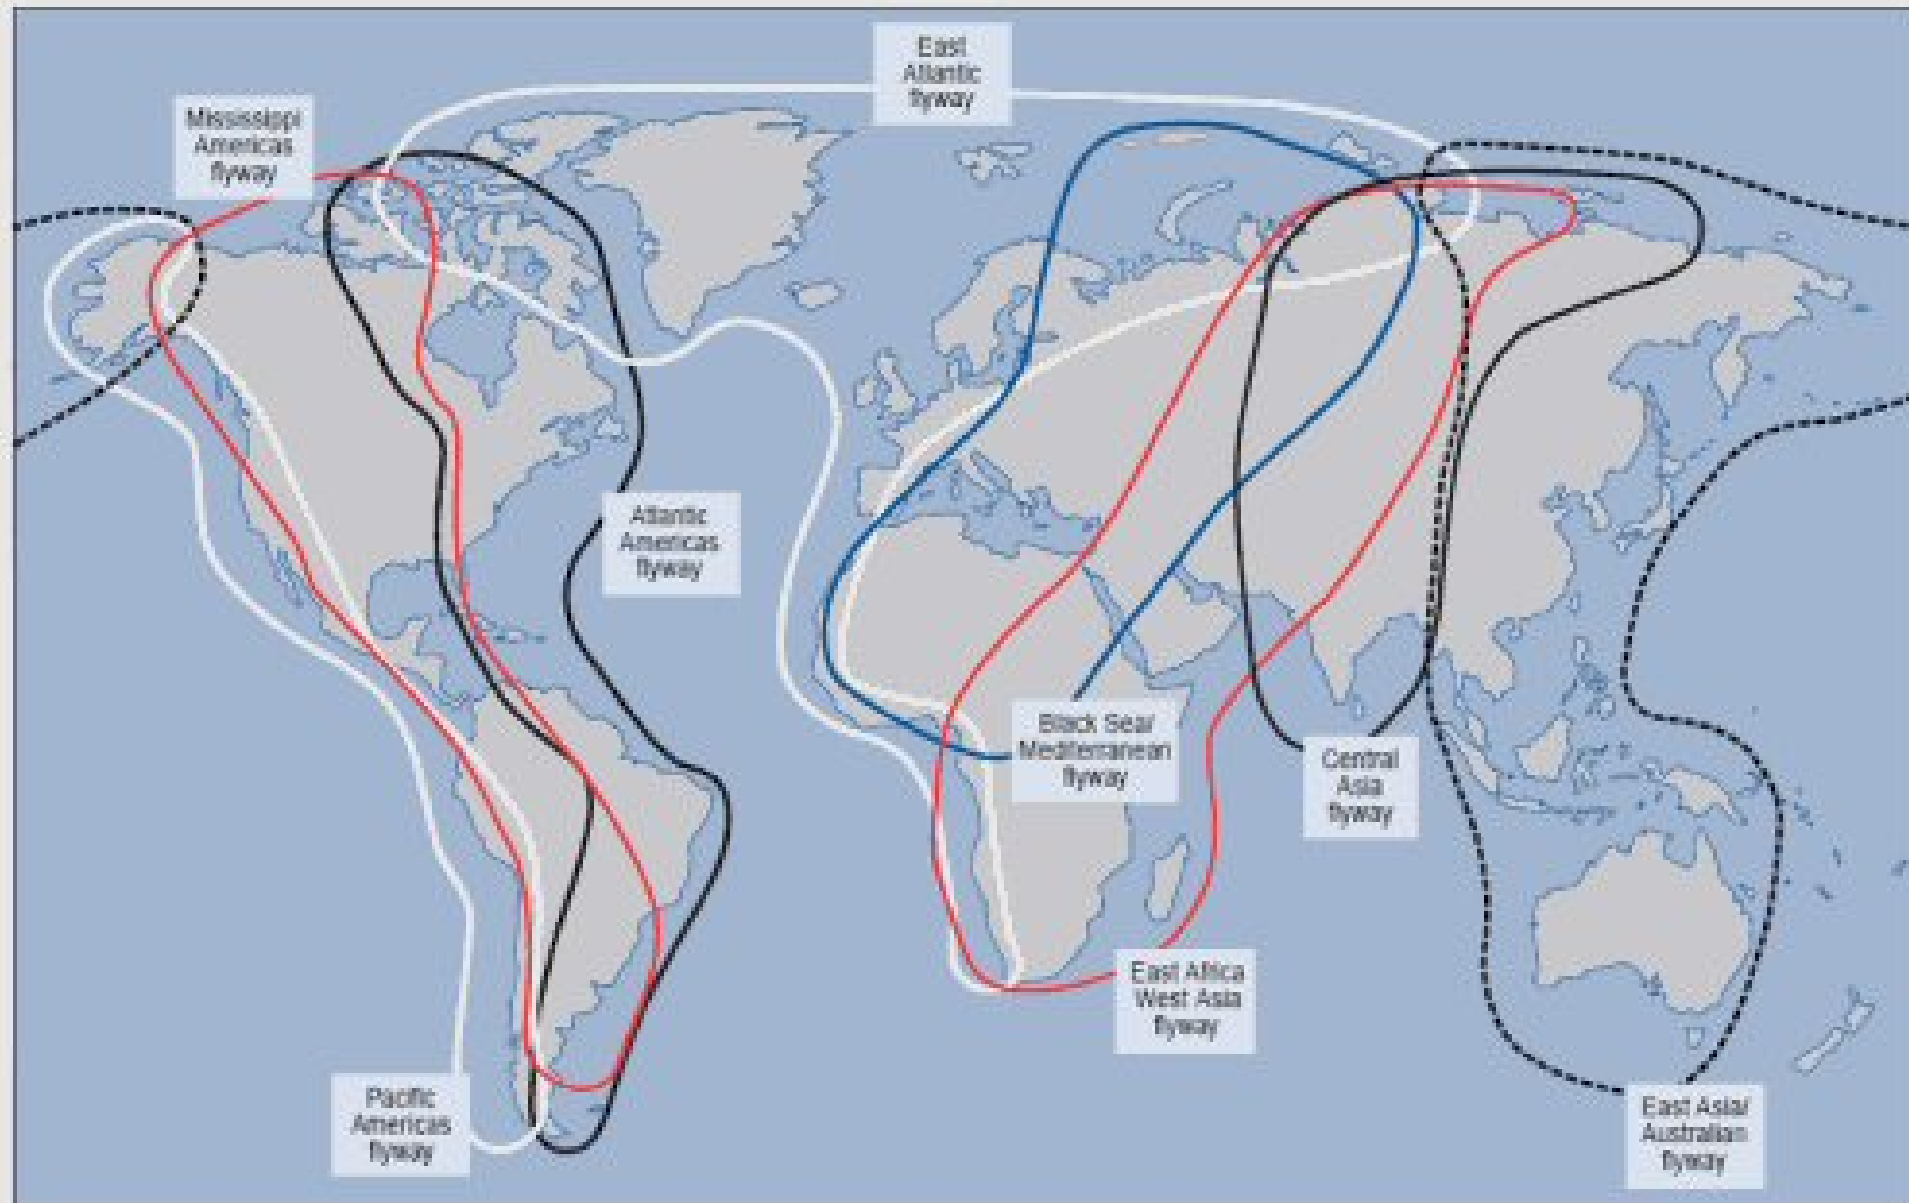 East
Atlantic
flyway
Mississippi
Americas
flyway
Atlantic
Americas
flyway
Black Sea/
Mediterranean
flyway
Central
Asia
flyway
East Africa
West Asia
flyway
Pacific
Americas
flyway
East Asia/
Australian
flyway